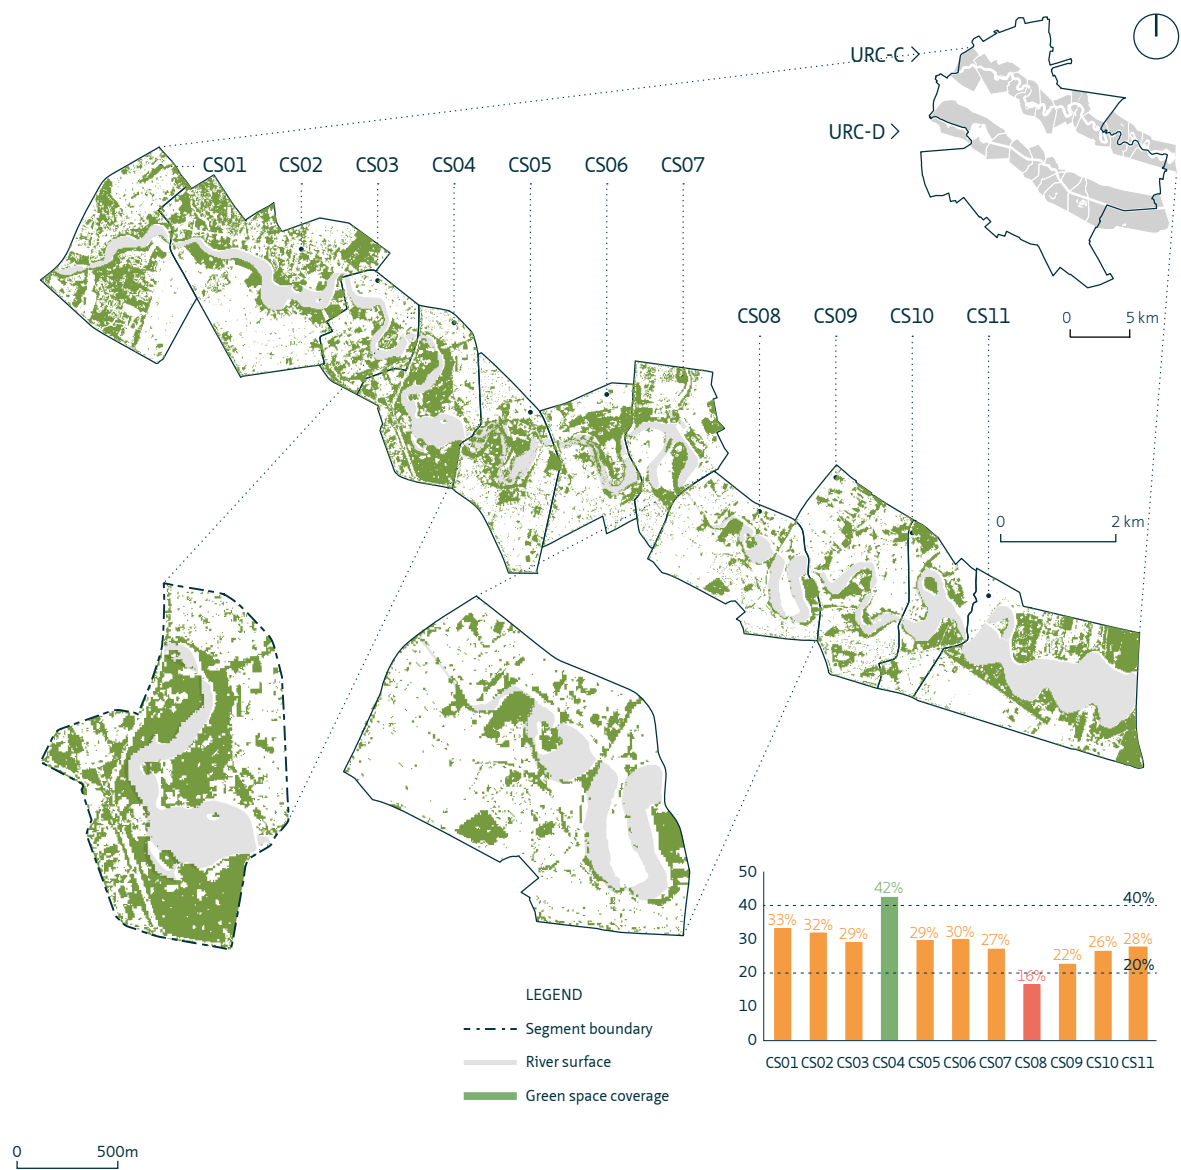 URC-C
URC-D
CS01 CS02 CS03 CS04 CS05 CS06 CS07
CS08 CS09 CS10 CS11
0 5 km
0 2 km
50
40
30
20
10
0
40%
20%
33% 32% 29% 42% 29% 30% 27% 16% 22% 26% 28%
CS01 CS02 CS03 CS04 CS05 CS06 CS07 CS08 CS09 CS10 CS11
LEGEND
Segment boundary
River surface
Green space coverage
0 500m